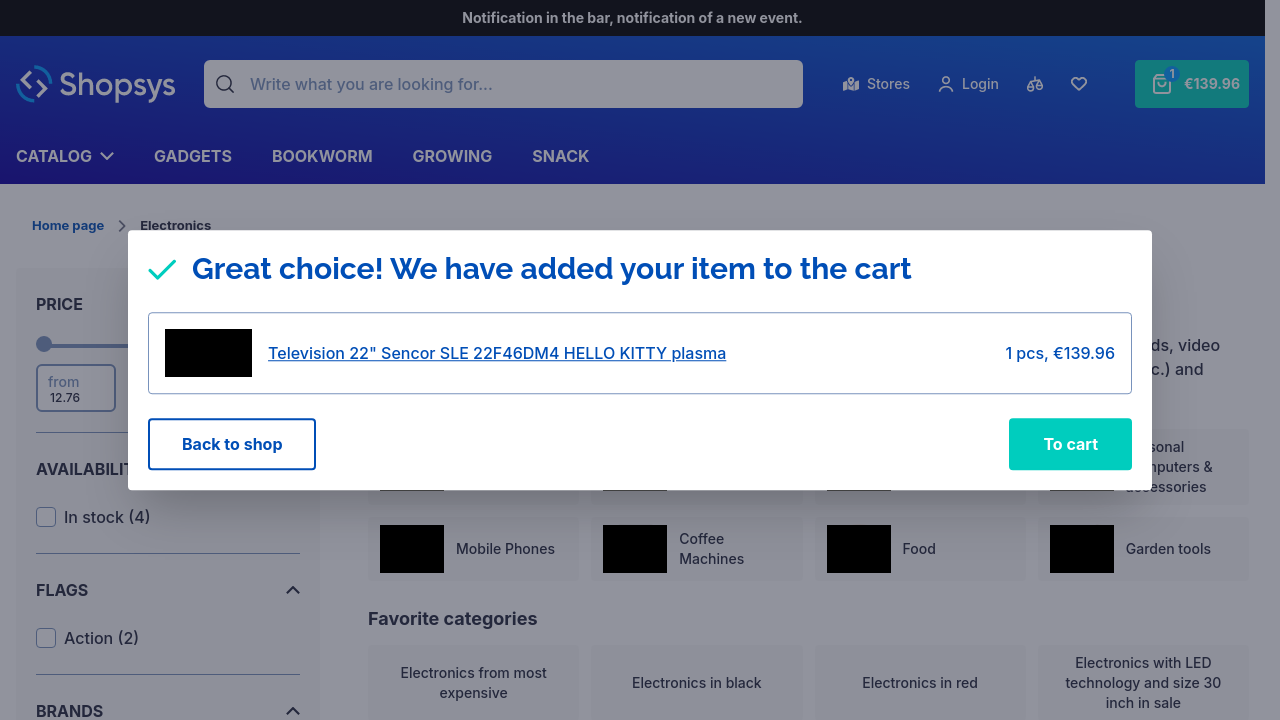 Notification in the bar, notification of a new event.
Shopsys
Write what you are looking for...
Stores
Login
1
€139.96
CATALOG
GADGETS
BOOKWORM
GROWING
SNACK
Home page
Electronics
Great choice! We have added your item to the cart
Television 22" Sencor SLE 22F46DM4 HELLO KITTY plasma
1 pcs, €139.96
Back to shop
To cart
PRICE
from
12.76
AVAILABILIT
In stock (4)
FLAGS
Action (2)
BRANDS
ds, video
c.) and
sonal
nputers &
accessories
Mobile Phones
Coffee
Machines
Food
Garden tools
Favorite categories
Electronics from most
expensive
Electronics in black
Electronics in red
Electronics with LED
technology and size 30
inch in sale